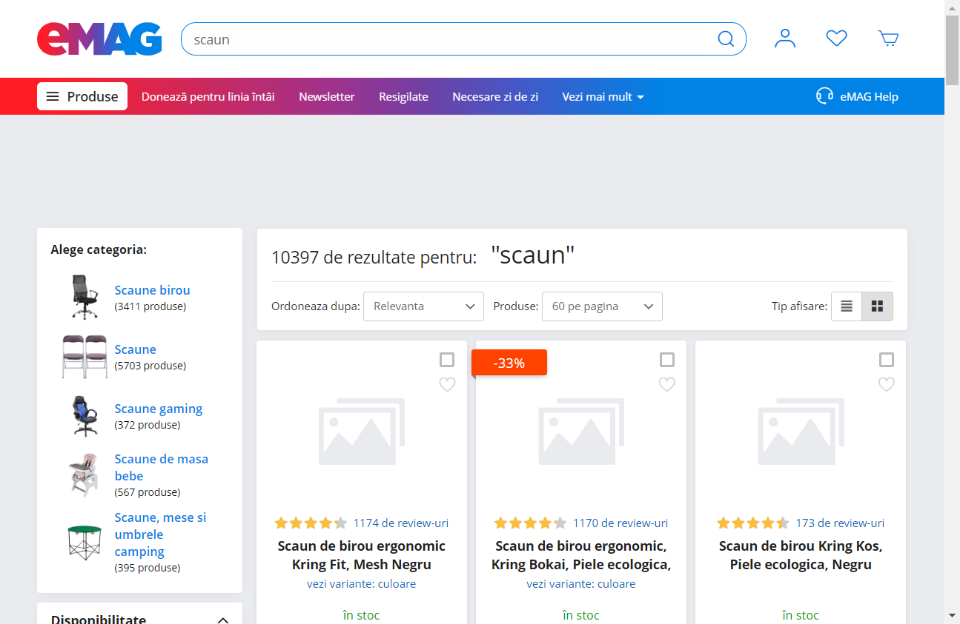 eMAG
scaun
Produse
Donează pentru linia întâi
Newsletter
Resigilate
Necesare zi de zi
Vezi mai mult
eMAG Help
Alege categoria:
Scaune birou
(3411 produse)
Scaune
(5703 produse)
Scaune gaming
(372 produse)
Scaune de masa
bebe
(567 produse)
Scaune, mese si
umbrele
camping
(395 produse)
Disponibilitate
10397 de rezultate pentru: "scaun"
Ordoneaza dupa: Relevanta
Produse: 60 pe pagina
Tip afisare:
1174 de review-uri
Scaun de birou ergonomic
Kring Fit, Mesh Negru
vezi variante: culoare
în stoc
-33%
1170 de review-uri
Scaun de birou ergonomic,
Kring Bokai, Piele ecologica,
vezi variante: culoare
în stoc
173 de review-uri
Scaun de birou Kring Kos,
Piele ecologica, Negru
în stoc